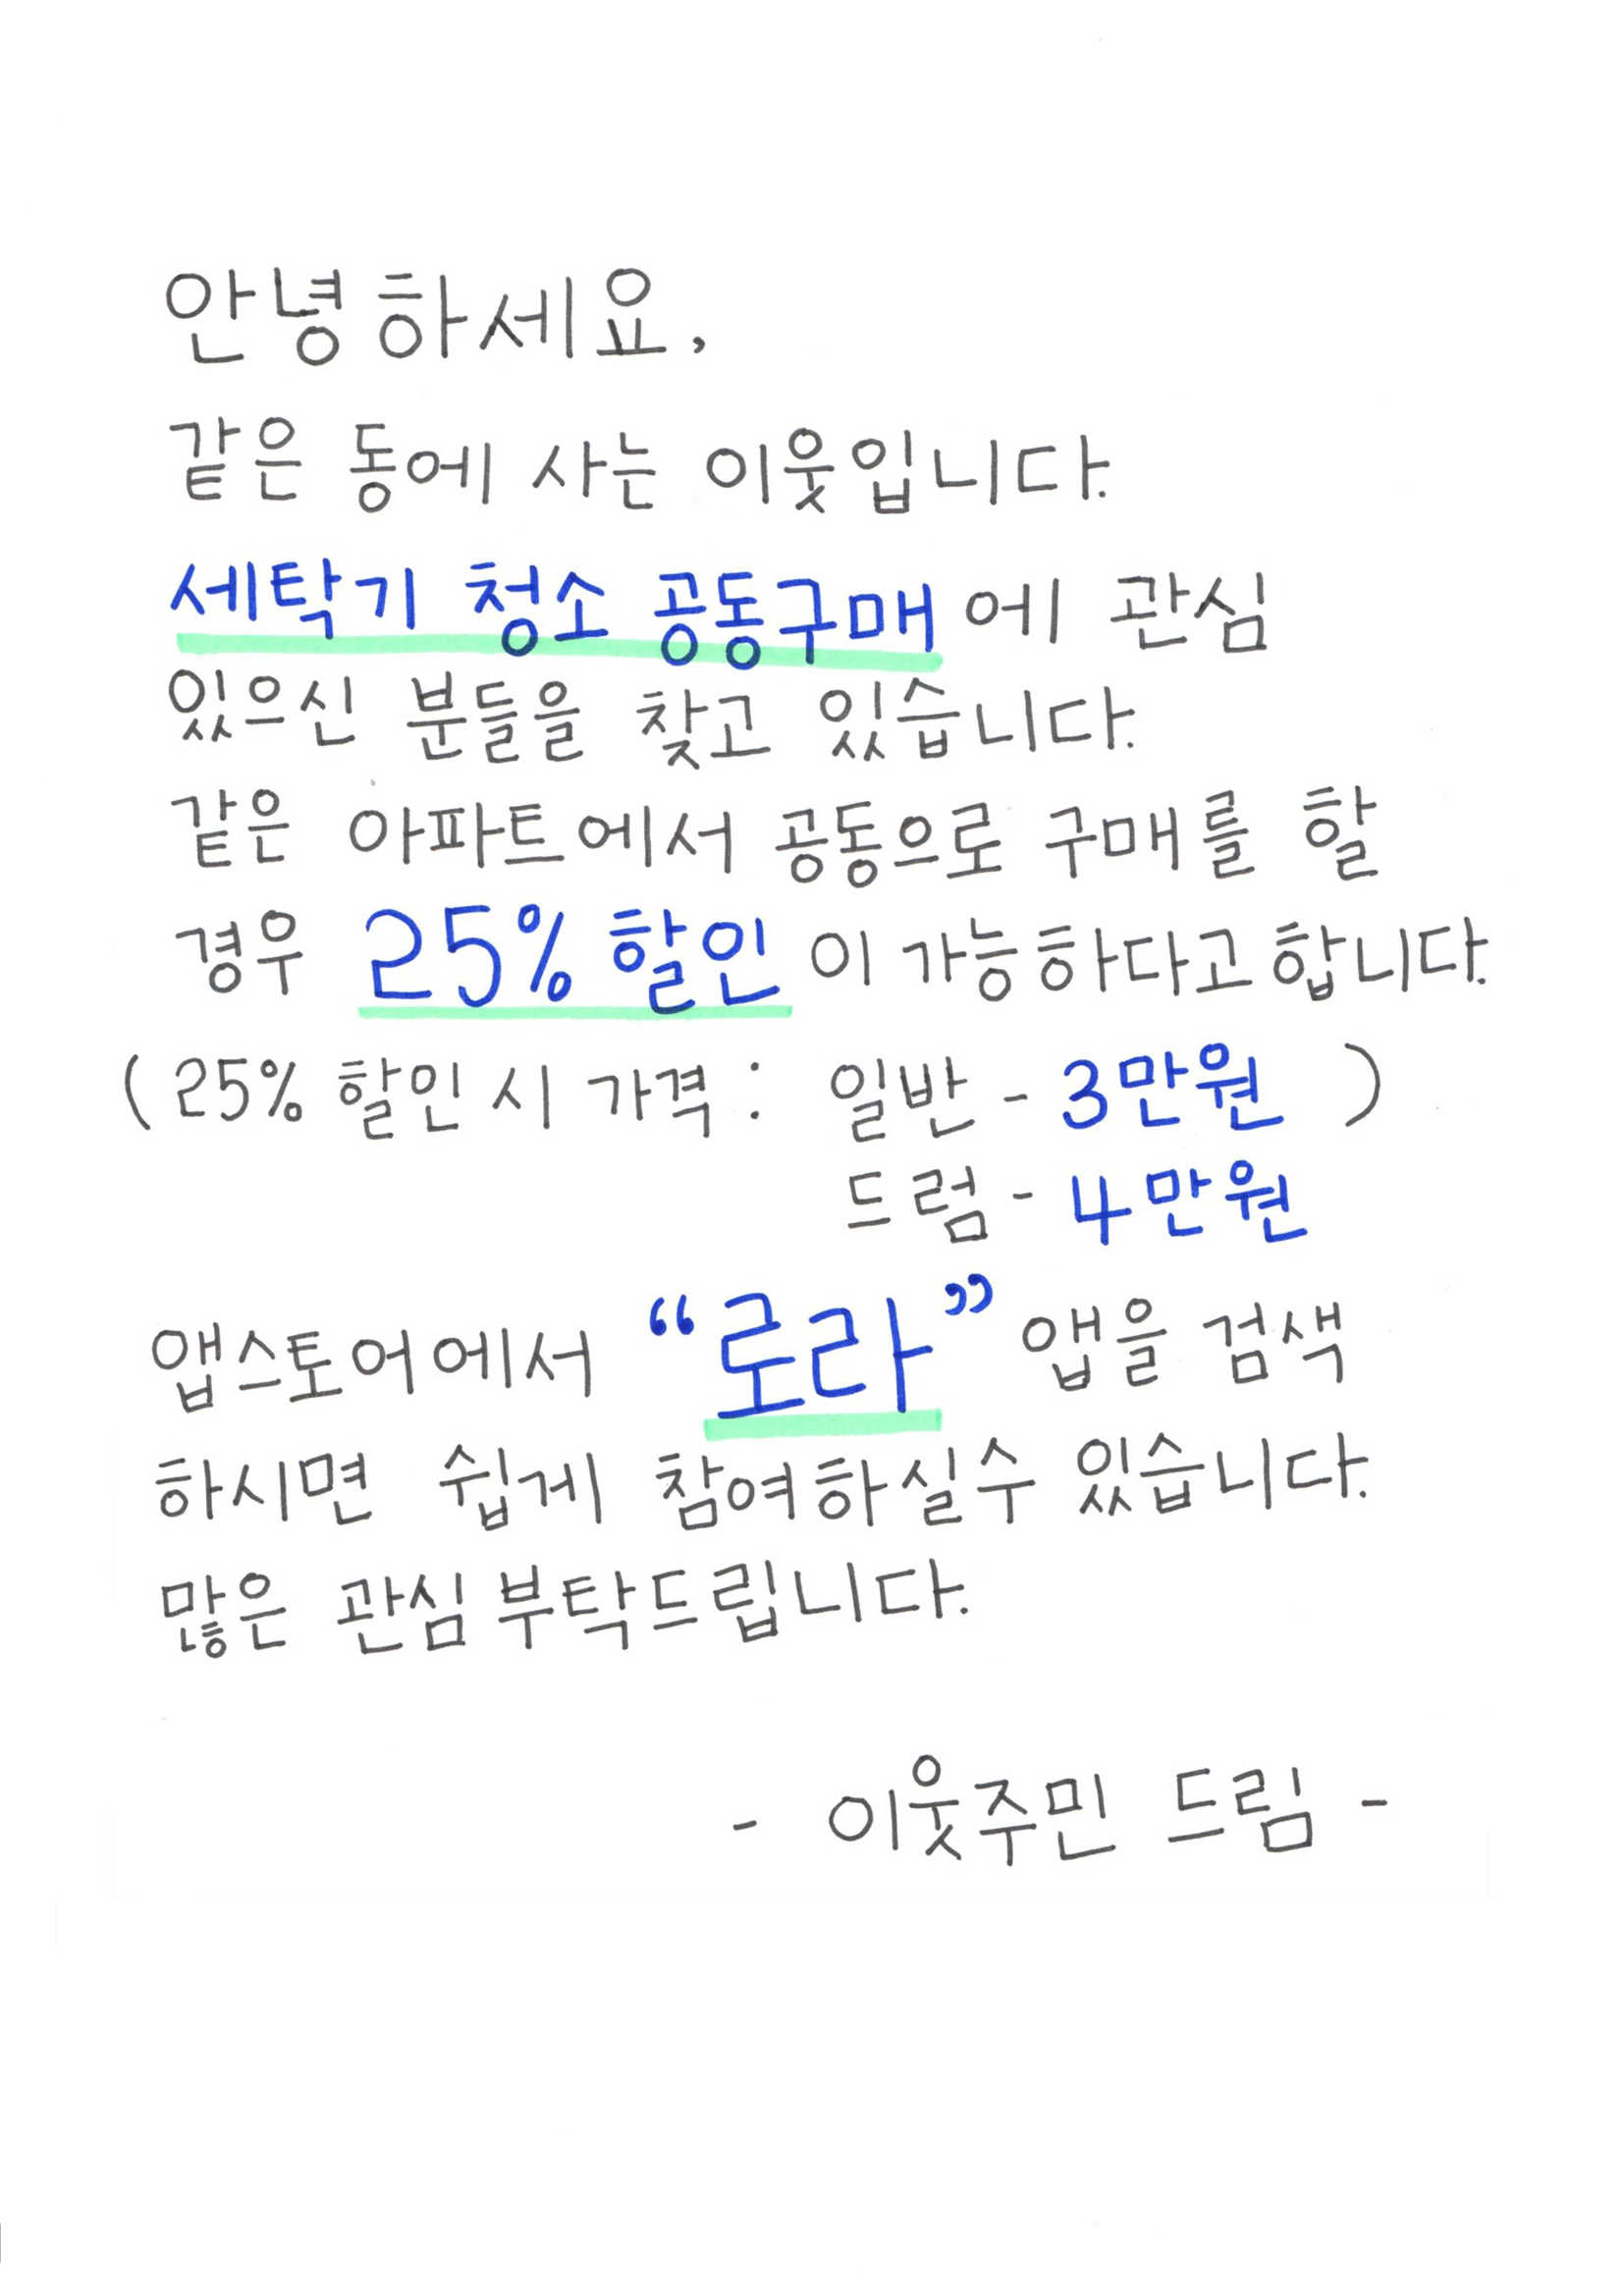 안녕하세요,
같은 동에 사는 이웃입니다.
세탁기 청소 공동구매에 관심
있으신 분들을 찾고 있습니다.
같은 아파트에서 공동으로 구매를 할
경우 25% 할인이 가능하다고 합니다.
(25% 할인 시 가격 : 일반 - 3만원 )
드럼 - 4만원
앱스토어에서 “로라” 앱을 검색
하시면 쉽게 참여하실수 있습니다.
많은 관심 부탁드립니다.
- 이웃주민 드림 -